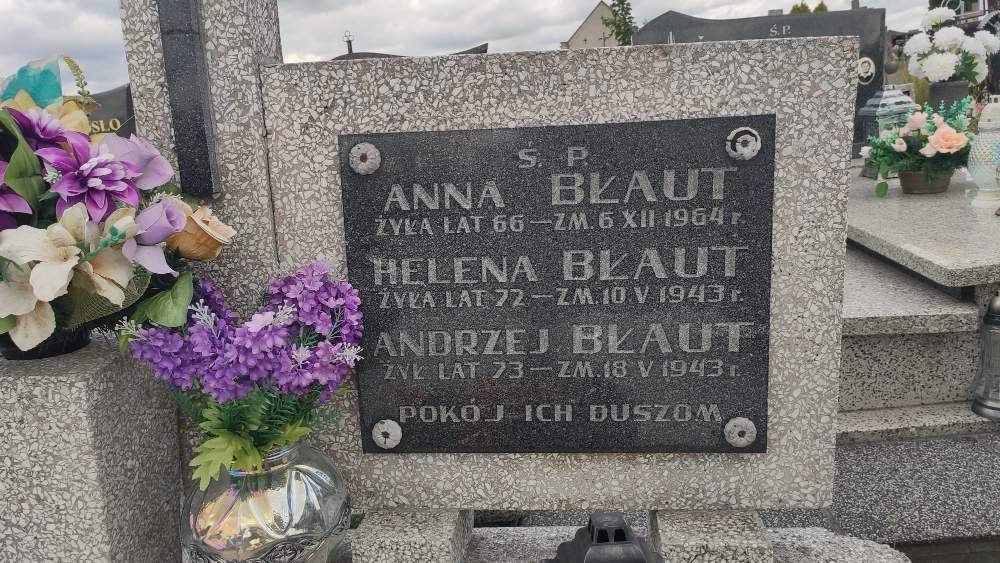 S. P.
ANNA BŁAUT
ŻYŁA LAT 66 — ZM. 6 XII 1964 r.
HELENA BŁAUT
ŻYŁA LAT 72 — ZM. 10 V 1943 r.
ANDRZEJ BŁAUT
ŻYŁ LAT 73 — ZM. 18 V 1943 r.
POKÓJ ICH DUSZOM
Ś.P.